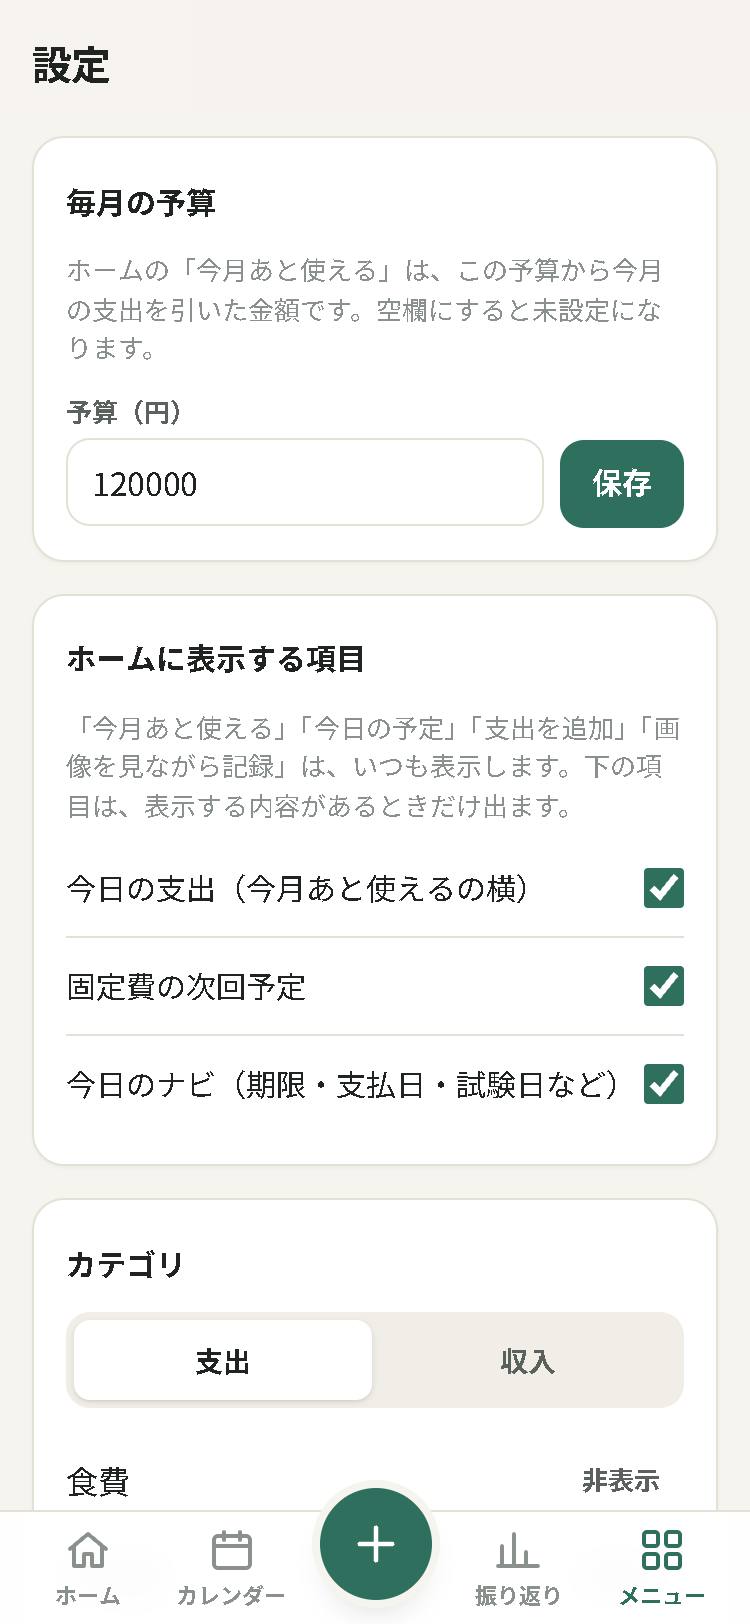 設定
毎月の予算
ホームの「今月あと使える」は、この予算から今月
の支出を引いた金額です。空欄にすると未設定にな
ります。
予算（円）
120000
保存
ホームに表示する項目
「今月あと使える」「今日の予定」「支出を追加」「画
像を見ながら記録」は、いつも表示します。下の項
目は、表示する内容があるときだけ出ます。
今日の支出（今月あと使えるの横）
固定費の次回予定
今日のナビ（期限・支払日・試験日など）
カテゴリ
支出
収入
食費
非表示
ホーム
カレンダー
振り返り
メニュー